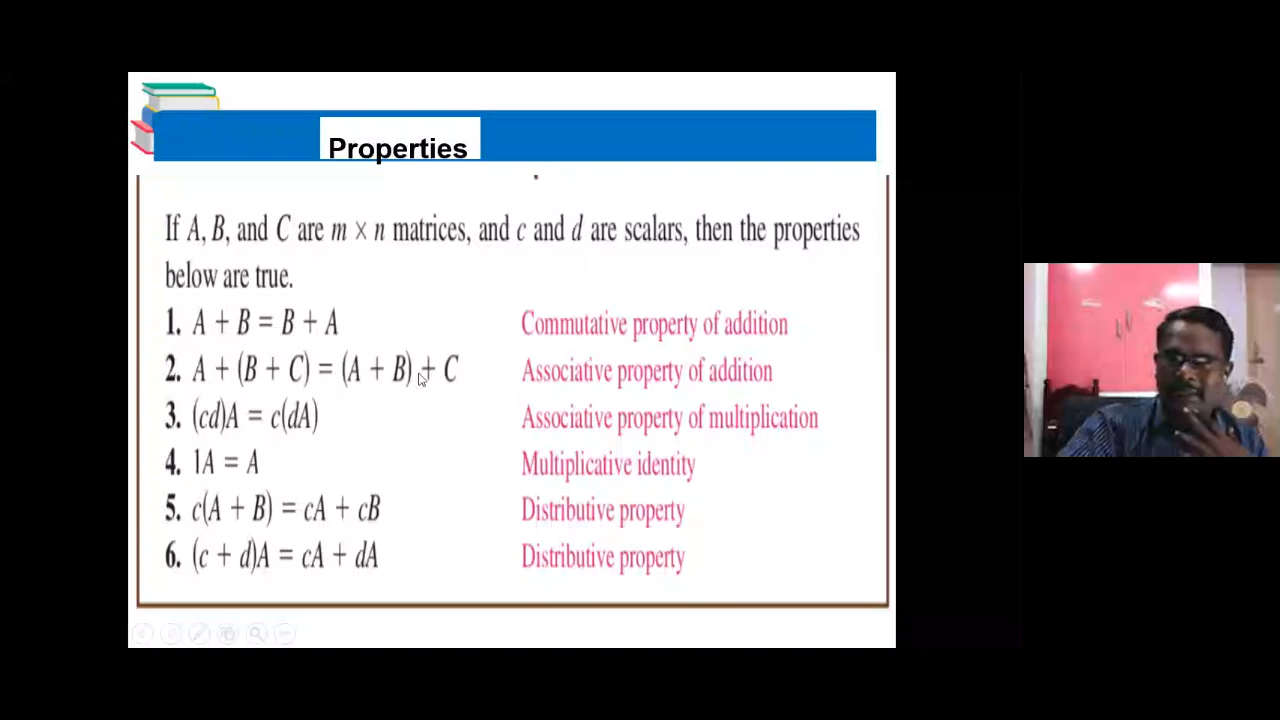 Properties
If A, B, and C are m × n matrices, and c and d are scalars, then the properties
below are true.
1. A + B = B + A Commutative property of addition
2. A + (B + C) = (A + B) + C Associative property of addition
3. (cd)A = c(dA) Associative property of multiplication
4. 1A = A Multiplicative identity
5. c(A + B) = cA + cB Distributive property
6. (c + d)A = cA + dA Distributive property